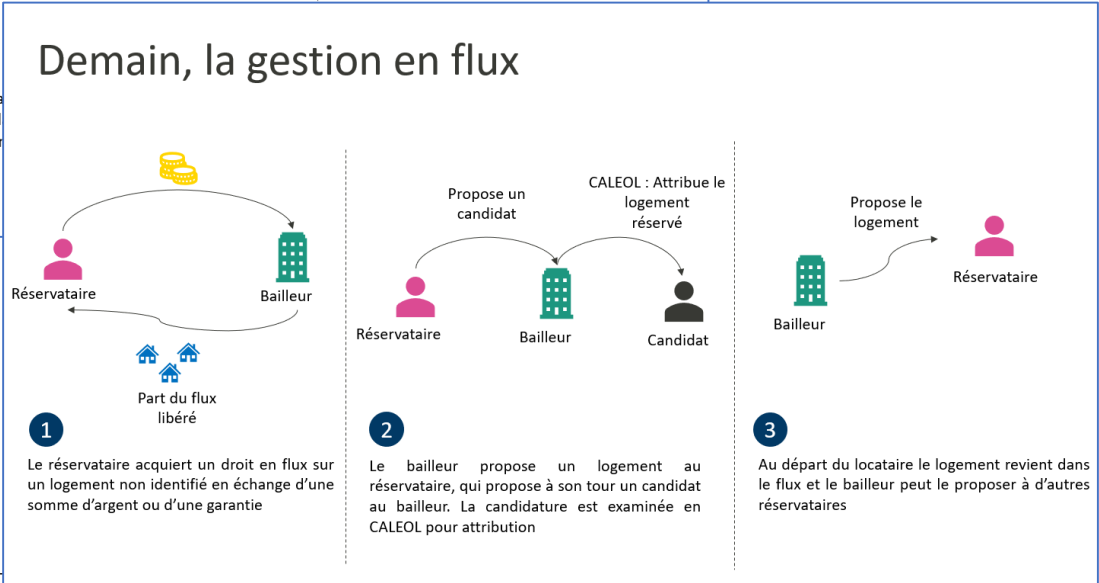 Demain, la gestion en flux
Réservataire
Bailleur
Part du flux
libéré
1
Le réservataire acquiert un droit en flux sur
un logement non identifié en échange d’une
somme d’argent ou d’une garantie
Propose un
candidat
CALEOL : Attribue le
logement
réservé
Réservataire
Bailleur
Candidat
2
Le bailleur propose un logement au
réservataire, qui propose à son tour un candidat
au bailleur. La candidature est examinée en
CALEOL pour attribution
Propose le
logement
Bailleur
Réservataire
3
Au départ du locataire le logement revient dans
le flux et le bailleur peut le proposer à d’autres
réservataires